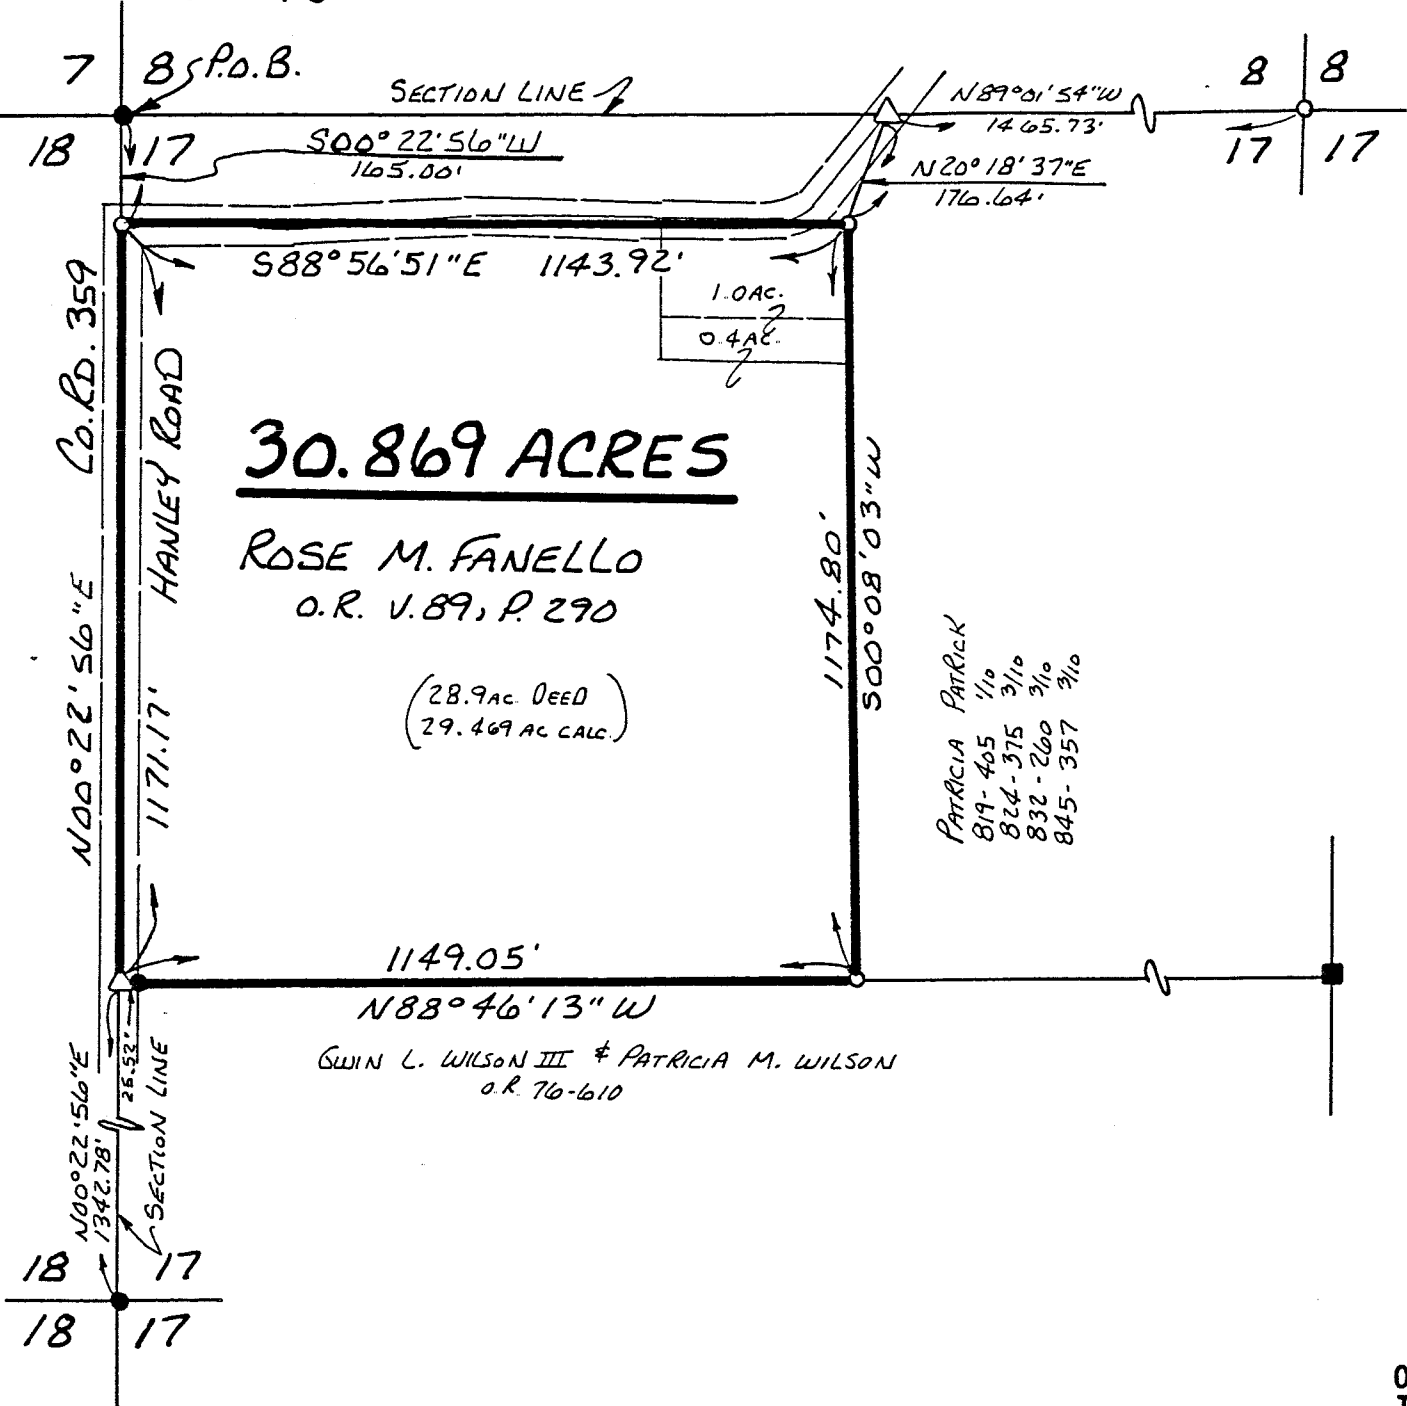 7 8 P.O.B.
SECTION LINE
18 17
S00°22'56"W
165.00'
N89°01'54"W
1465.73'
8 8
17 17
N20°18'37"E
176.64'
S88°56'51"E 1143.92'
1.0AC.
0.4AC.
CO.RD. 359
HANLEY ROAD
30.869 ACRES
ROSE M. FANELLO
O.R. V.89, P. 290
(28.9AC. DEED
29.469 AC CALC.)
N00°22'56"E
1171.17'
1174.80'
S00°08'03"W
PATRICIA PATRICK
819-405 1/10
824-375 3/10
832-260 3/10
845-357 3/10
1149.05'
N88°46'13"W
GWIN L. WILSON III & PATRICIA M. WILSON
O.R. 76-610
N00°22'56"E
1342.78'
SECTION LINE
18 17
18 17